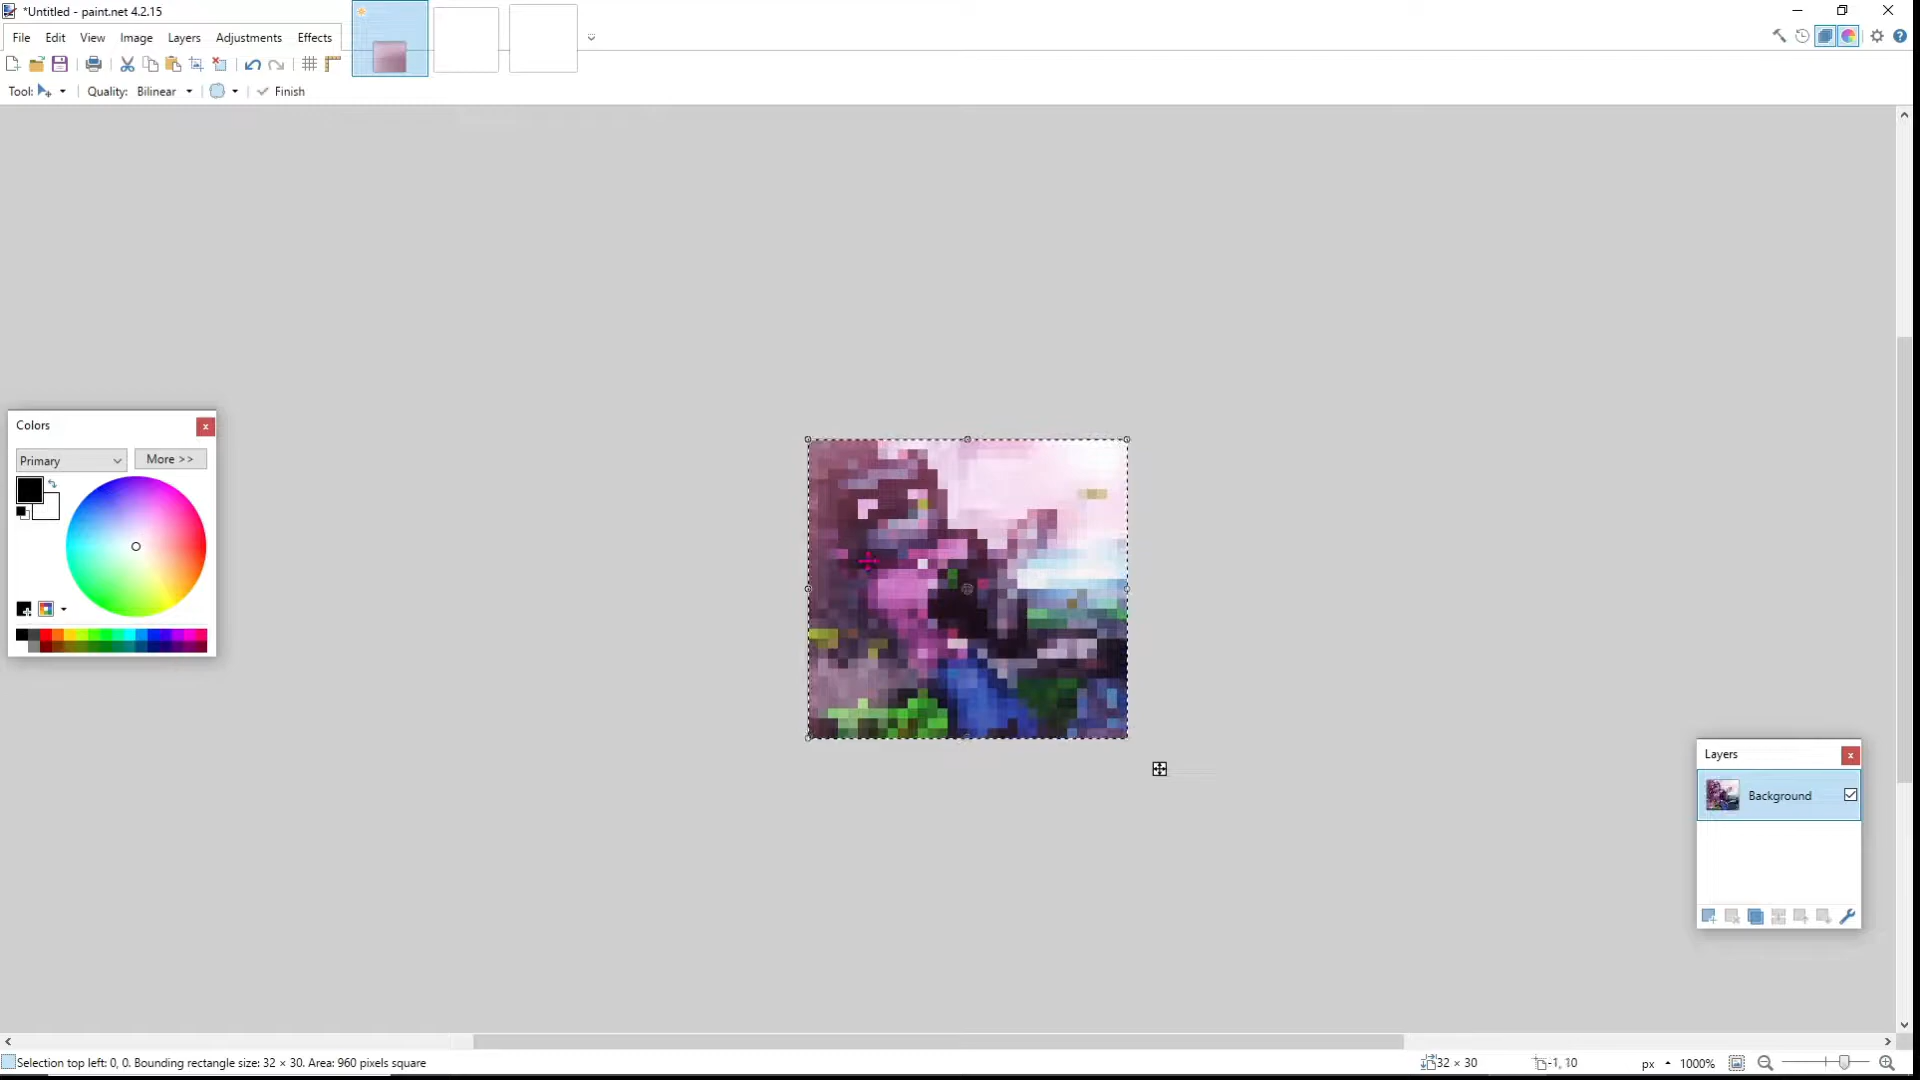 *Untitled - paint.net 4.2.15
File Edit View Image Layers Adjustments Effects
Tool: Quality: Bilinear Finish
Colors x
Primary More >>
Layers x
Background
Selection top left: 0, 0. Bounding rectangle size: 32 × 30. Area: 960 pixels square 32 × 30 -1, 10 px 1000%